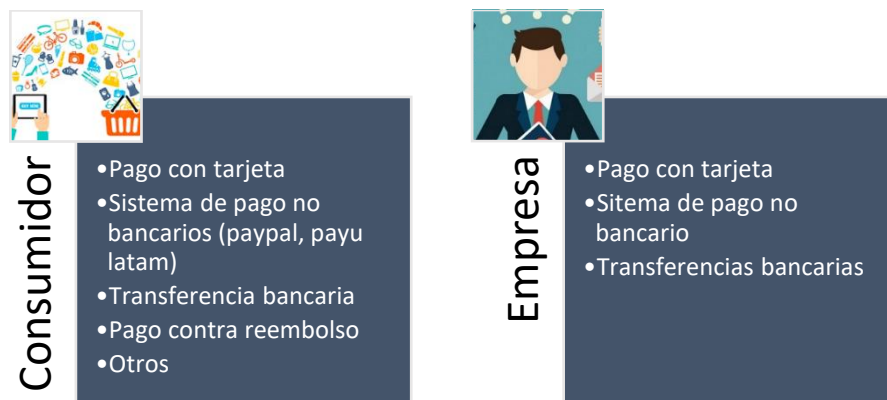 Consumidor
•Pago con tarjeta
•Sistema de pago no
bancarios (paypal, payu
latam)
•Transferencia bancaria
•Pago contra reembolso
•Otros
Empresa
•Pago con tarjeta
•Sitema de pago no
bancario
•Transferencias bancarias